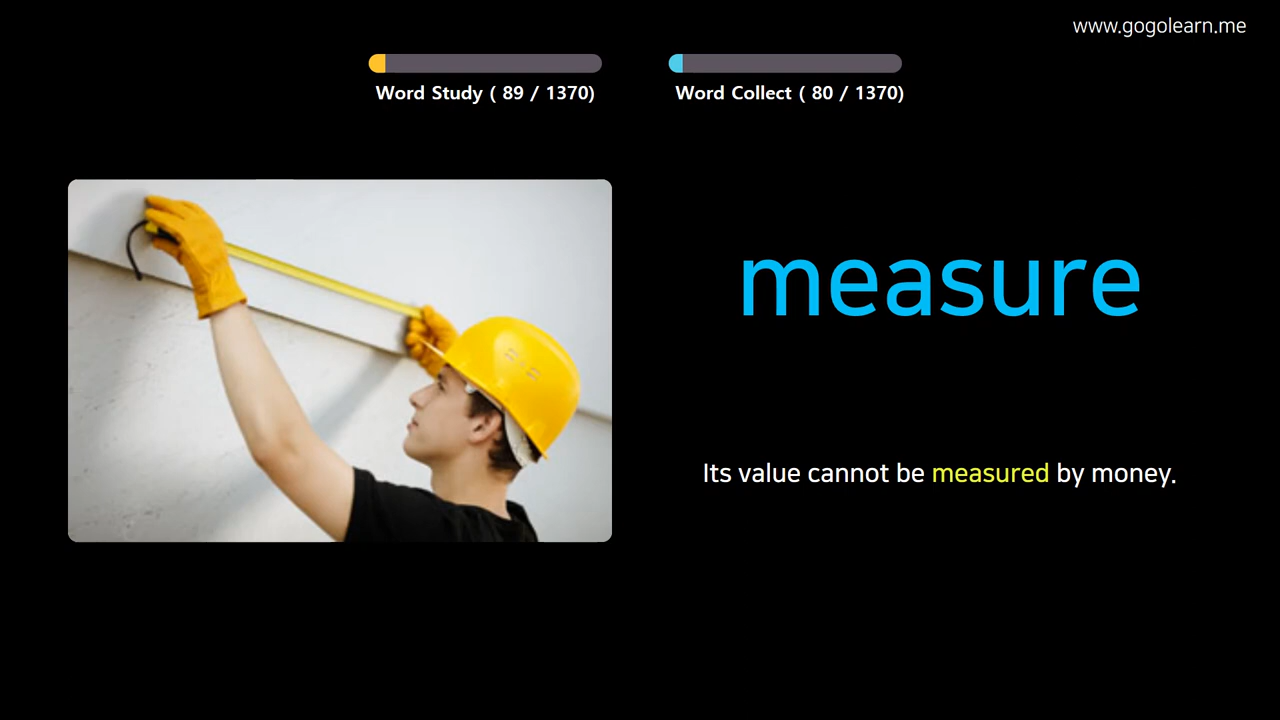 www.gogolearn.me
Word Study ( 89 / 1370)
Word Collect ( 80 / 1370)
measure
Its value cannot be measured by money.